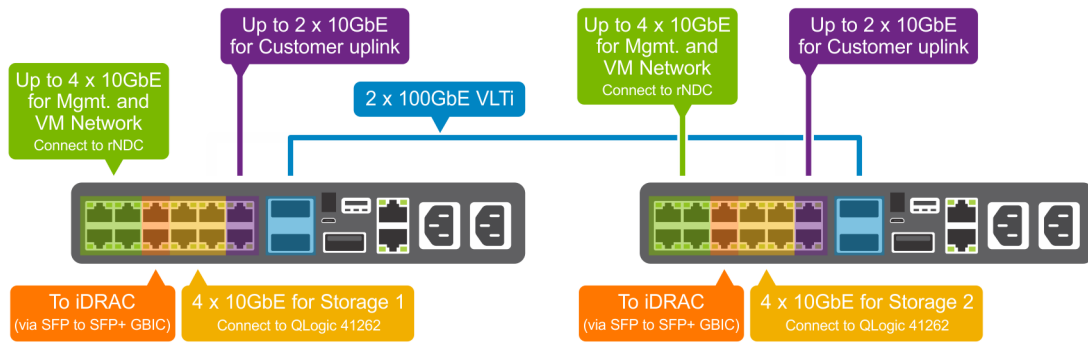 Up to 2 x 10GbE
for Customer uplink
Up to 4 x 10GbE
for Mgmt. and
VM Network
Connect to rNDC
Up to 2 x 10GbE
for Customer uplink
Up to 4 x 10GbE
for Mgmt. and
VM Network
Connect to rNDC
2 x 100GbE VLTi
To iDRAC
(via SFP to SFP+ GBIC)
4 x 10GbE for Storage 1
Connect to QLogic 41262
To iDRAC
(via SFP to SFP+ GBIC)
4 x 10GbE for Storage 2
Connect to QLogic 41262